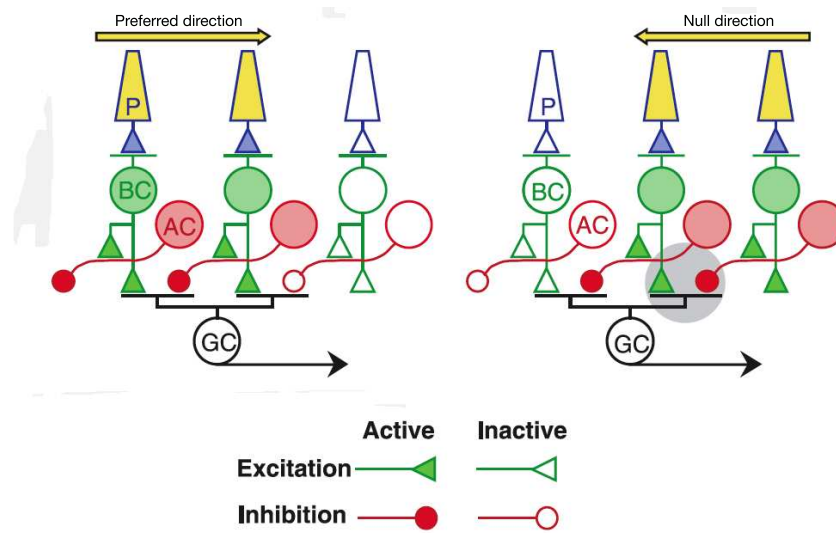 Preferred direction
Null direction
P
P
BC
BC
AC
AC
GC
GC
Active
Inactive
Excitation
Inhibition